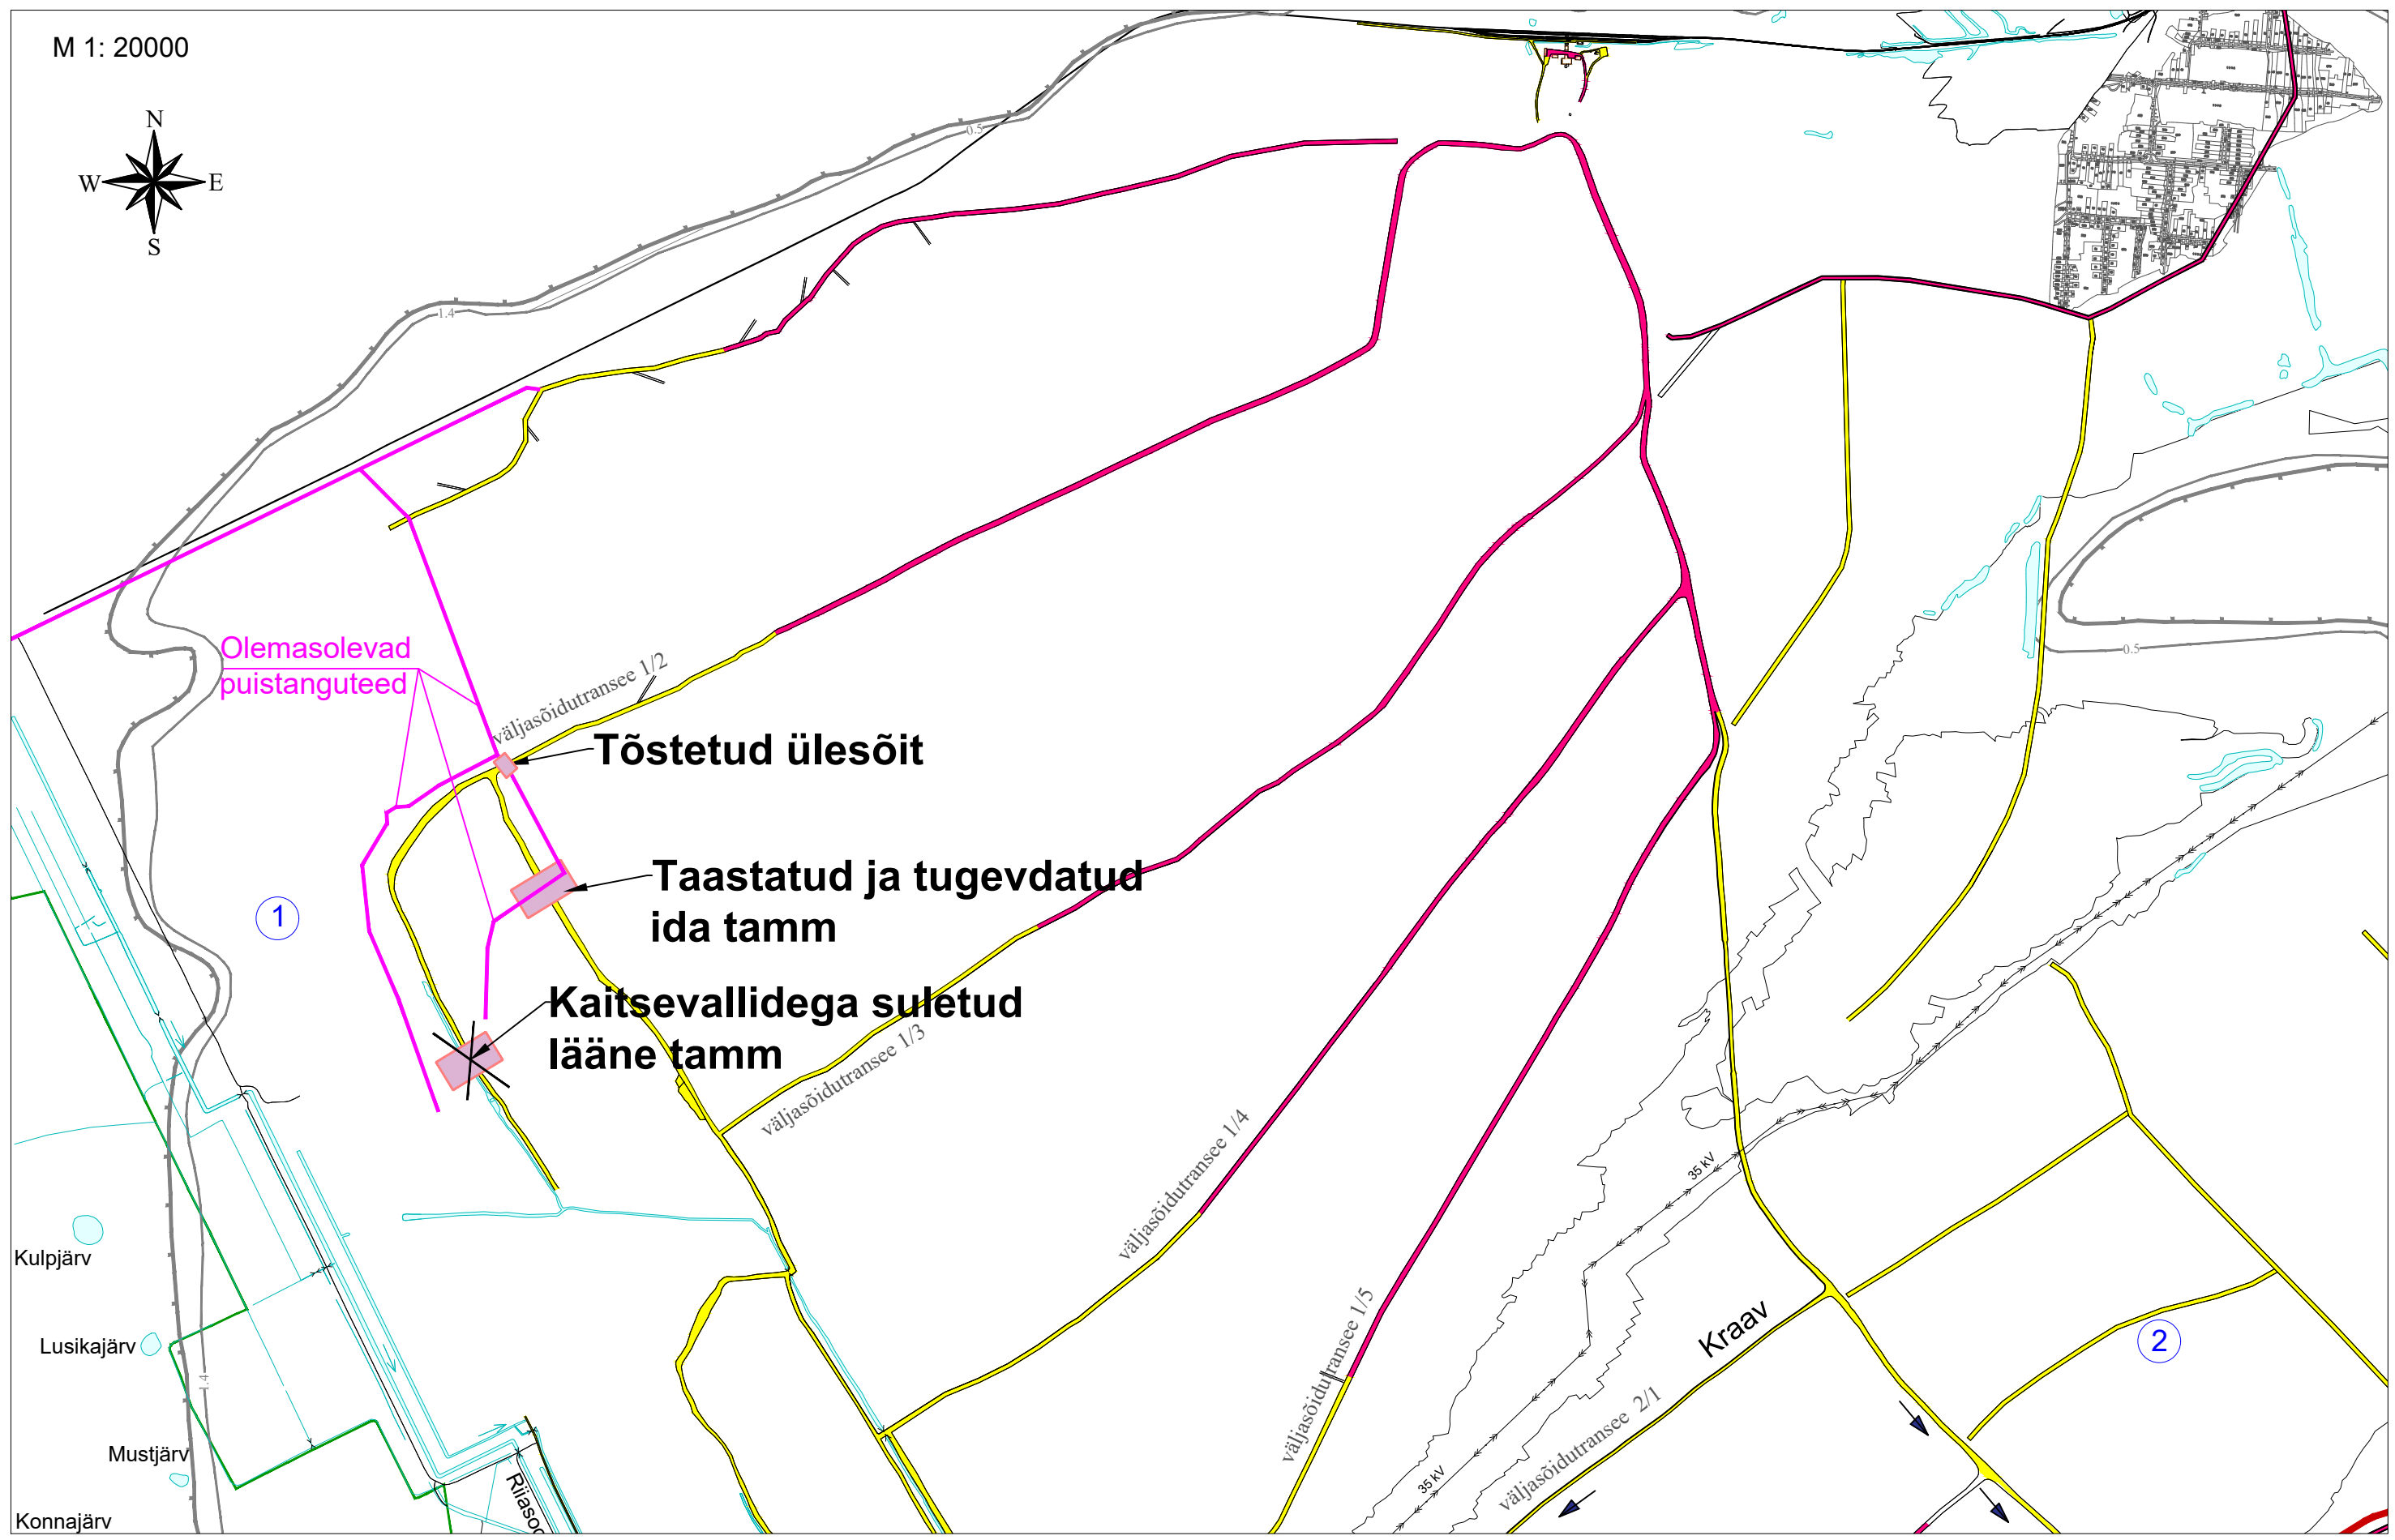 M 1: 20000
N
W
E
S
0.5
1.4
Olemasolevad
puistanguteed
väljasõidutransee 1/2
Tõstetud ülesõit
0.5
Taastatud ja tugevdatud
ida tamm
1
Kaitsevallidega suletud
lääne tamm
väljasõidutransee 1/3
väljasõidutransee 1/4
35 kV
Kulpjärv
väljasõidutransee 1/5
Kraav
2
Lusikajärv
1.4
väljasõidutransee 2/1
Mustjärv
35 kV
Riiasoo
Konnajärv